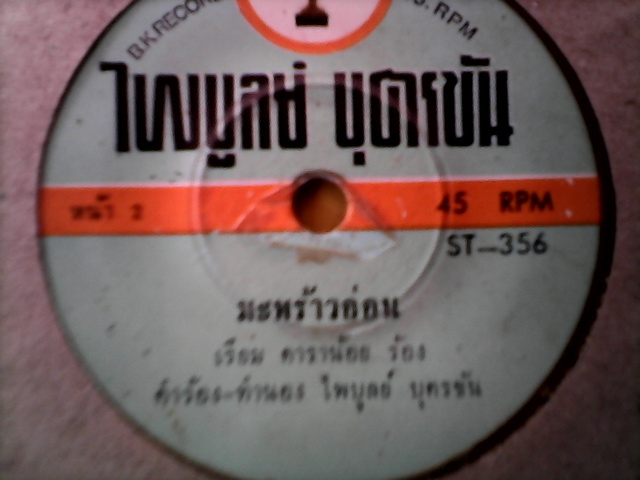 B.K.RECORD
RPM
ไพบูลย์ บุตรขัน
หน้า 2
45 RPM
ST-356
มะพร้าวอ่อน
เรียม ดาราน้อย ร้อง
คำร้อง-ทำนอง ไพบูลย์ บุตรขัน